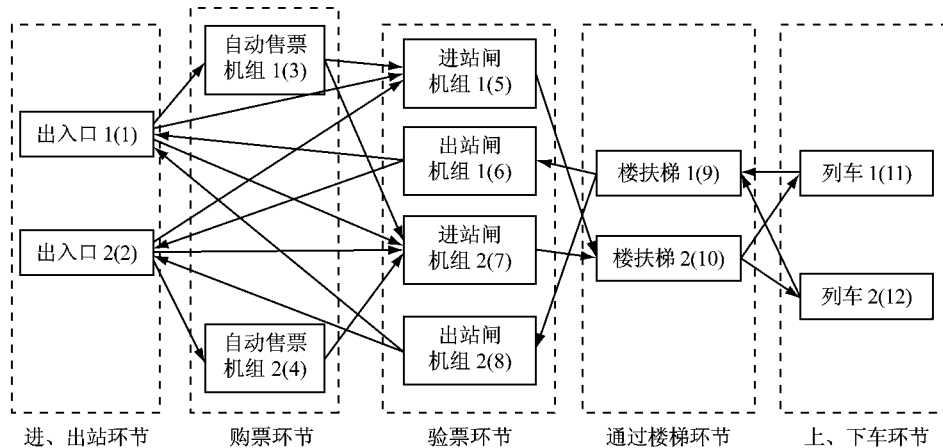 出入口 1(1)
出入口 2(2)
进、出站环节
自动售票
机组 1(3)
自动售票
机组 2(4)
购票环节
进站闸
机组 1(5)
出站闸
机组 1(6)
进站闸
机组 2(7)
出站闸
机组 2(8)
验票环节
楼扶梯 1(9)
楼扶梯 2(10)
通过楼梯环节
列车 1(11)
列车 2(12)
上、下车环节